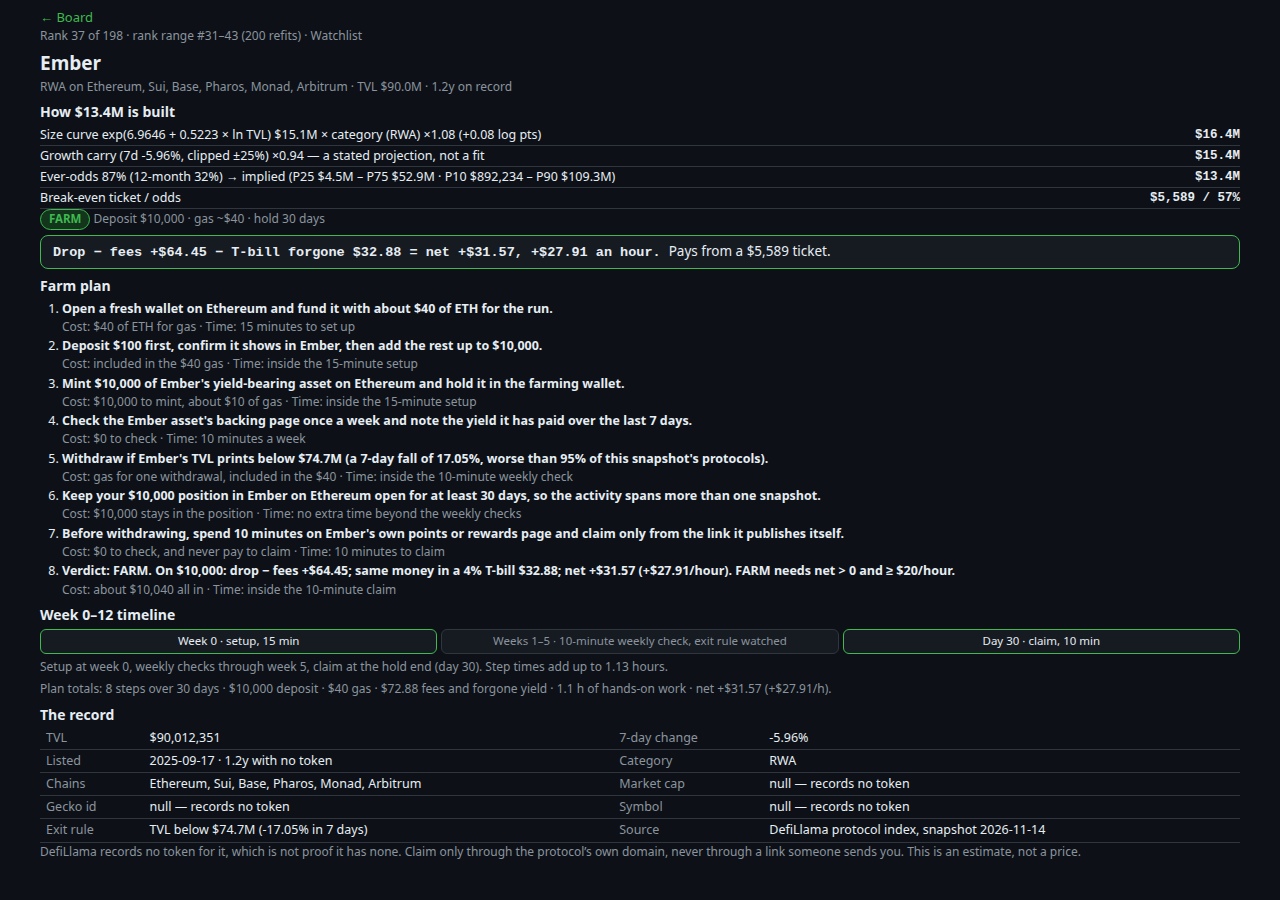 ← Board
Rank 37 of 198 · rank range #31–43 (200 refits) · Watchlist
Ember
RWA on Ethereum, Sui, Base, Pharos, Monad, Arbitrum · TVL $90.0M · 1.2y on record
How $13.4M is built
Size curve exp(6.9646 + 0.5223 × ln TVL) $15.1M × category (RWA) ×1.08 (+0.08 log pts) $16.4M
Growth carry (7d -5.96%, clipped ±25%) ×0.94 — a stated projection, not a fit $15.4M
Ever-odds 87% (12-month 32%) → implied (P25 $4.5M – P75 $52.9M · P10 $892,234 – P90 $109.3M) $13.4M
Break-even ticket / odds $5,589 / 57%
FARM Deposit $10,000 · gas ~$40 · hold 30 days
Drop − fees +$64.45 − T-bill forgone $32.88 = net +$31.57, +$27.91 an hour. Pays from a $5,589 ticket.
Farm plan
1. Open a fresh wallet on Ethereum and fund it with about $40 of ETH for the run.
Cost: $40 of ETH for gas · Time: 15 minutes to set up
2. Deposit $100 first, confirm it shows in Ember, then add the rest up to $10,000.
Cost: included in the $40 gas · Time: inside the 15-minute setup
3. Mint $10,000 of Ember's yield-bearing asset on Ethereum and hold it in the farming wallet.
Cost: $10,000 to mint, about $10 of gas · Time: inside the 15-minute setup
4. Check the Ember asset's backing page once a week and note the yield it has paid over the last 7 days.
Cost: $0 to check · Time: 10 minutes a week
5. Withdraw if Ember's TVL prints below $74.7M (a 7-day fall of 17.05%, worse than 95% of this snapshot's protocols).
Cost: gas for one withdrawal, included in the $40 · Time: inside the 10-minute weekly check
6. Keep your $10,000 position in Ember on Ethereum open for at least 30 days, so the activity spans more than one snapshot.
Cost: $10,000 stays in the position · Time: no extra time beyond the weekly checks
7. Before withdrawing, spend 10 minutes on Ember's own points or rewards page and claim only from the link it publishes itself.
Cost: $0 to check, and never pay to claim · Time: 10 minutes to claim
8. Verdict: FARM. On $10,000: drop − fees +$64.45; same money in a 4% T-bill $32.88; net +$31.57 (+$27.91/hour). FARM needs net > 0 and ≥ $20/hour.
Cost: about $10,040 all in · Time: inside the 10-minute claim
Week 0–12 timeline
Week 0 · setup, 15 min Weeks 1–5 · 10-minute weekly check, exit rule watched Day 30 · claim, 10 min
Setup at week 0, weekly checks through week 5, claim at the hold end (day 30). Step times add up to 1.13 hours.
Plan totals: 8 steps over 30 days · $10,000 deposit · $40 gas · $72.88 fees and forgone yield · 1.1 h of hands-on work · net +$31.57 (+$27.91/h).
The record
TVL $90,012,351 7-day change -5.96%
Listed 2025-09-17 · 1.2y with no token Category RWA
Chains Ethereum, Sui, Base, Pharos, Monad, Arbitrum Market cap null — records no token
Gecko id null — records no token Symbol null — records no token
Exit rule TVL below $74.7M (-17.05% in 7 days) Source DefiLlama protocol index, snapshot 2026-11-14
DefiLlama records no token for it, which is not proof it has none. Claim only through the protocol's own domain, never through a link someone sends you. This is an estimate, not a price.